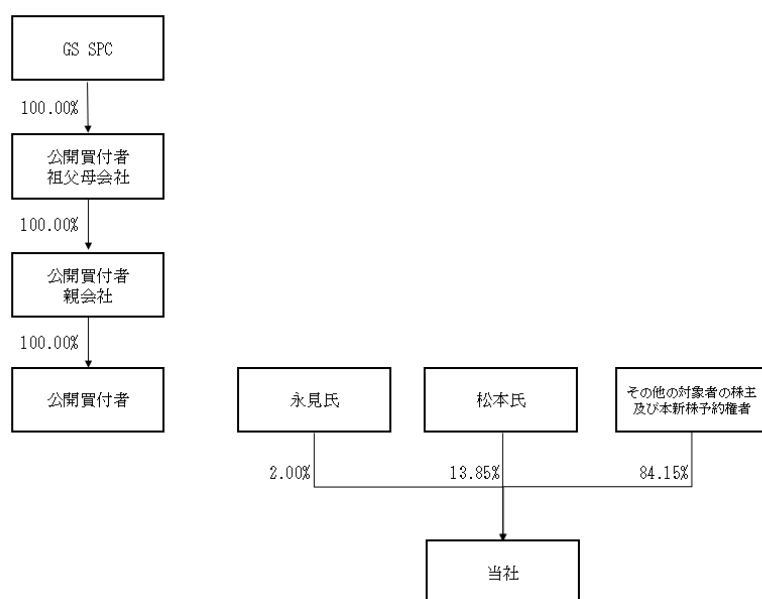 GS SPC
100.00%
公開買付者
祖父母会社
100.00%
公開買付者
親会社
100.00%
公開買付者
永見氏
松本氏
その他の対象者の株主
及び本新株予約権者
2.00%
13.85%
84.15%
当社